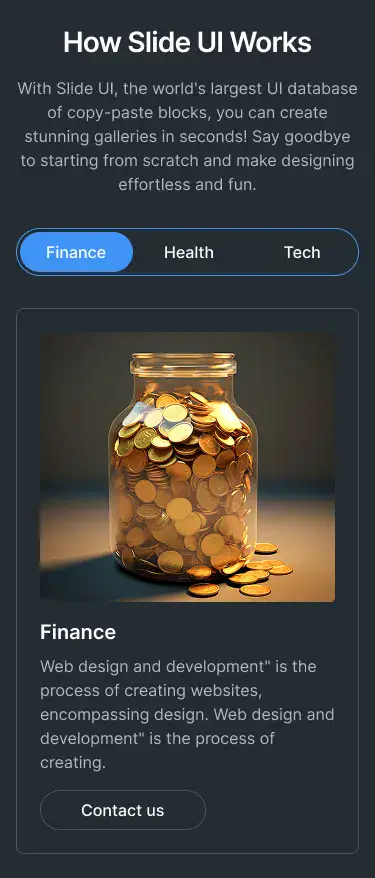 How Slide UI Works
With Slide UI, the world's largest UI database
of copy-paste blocks, you can create
stunning galleries in seconds! Say goodbye
to starting from scratch and make designing
effortless and fun.
Finance Health Tech
Finance
Web design and development" is the
process of creating websites,
encompassing design. Web design and
development" is the process of
creating.
Contact us